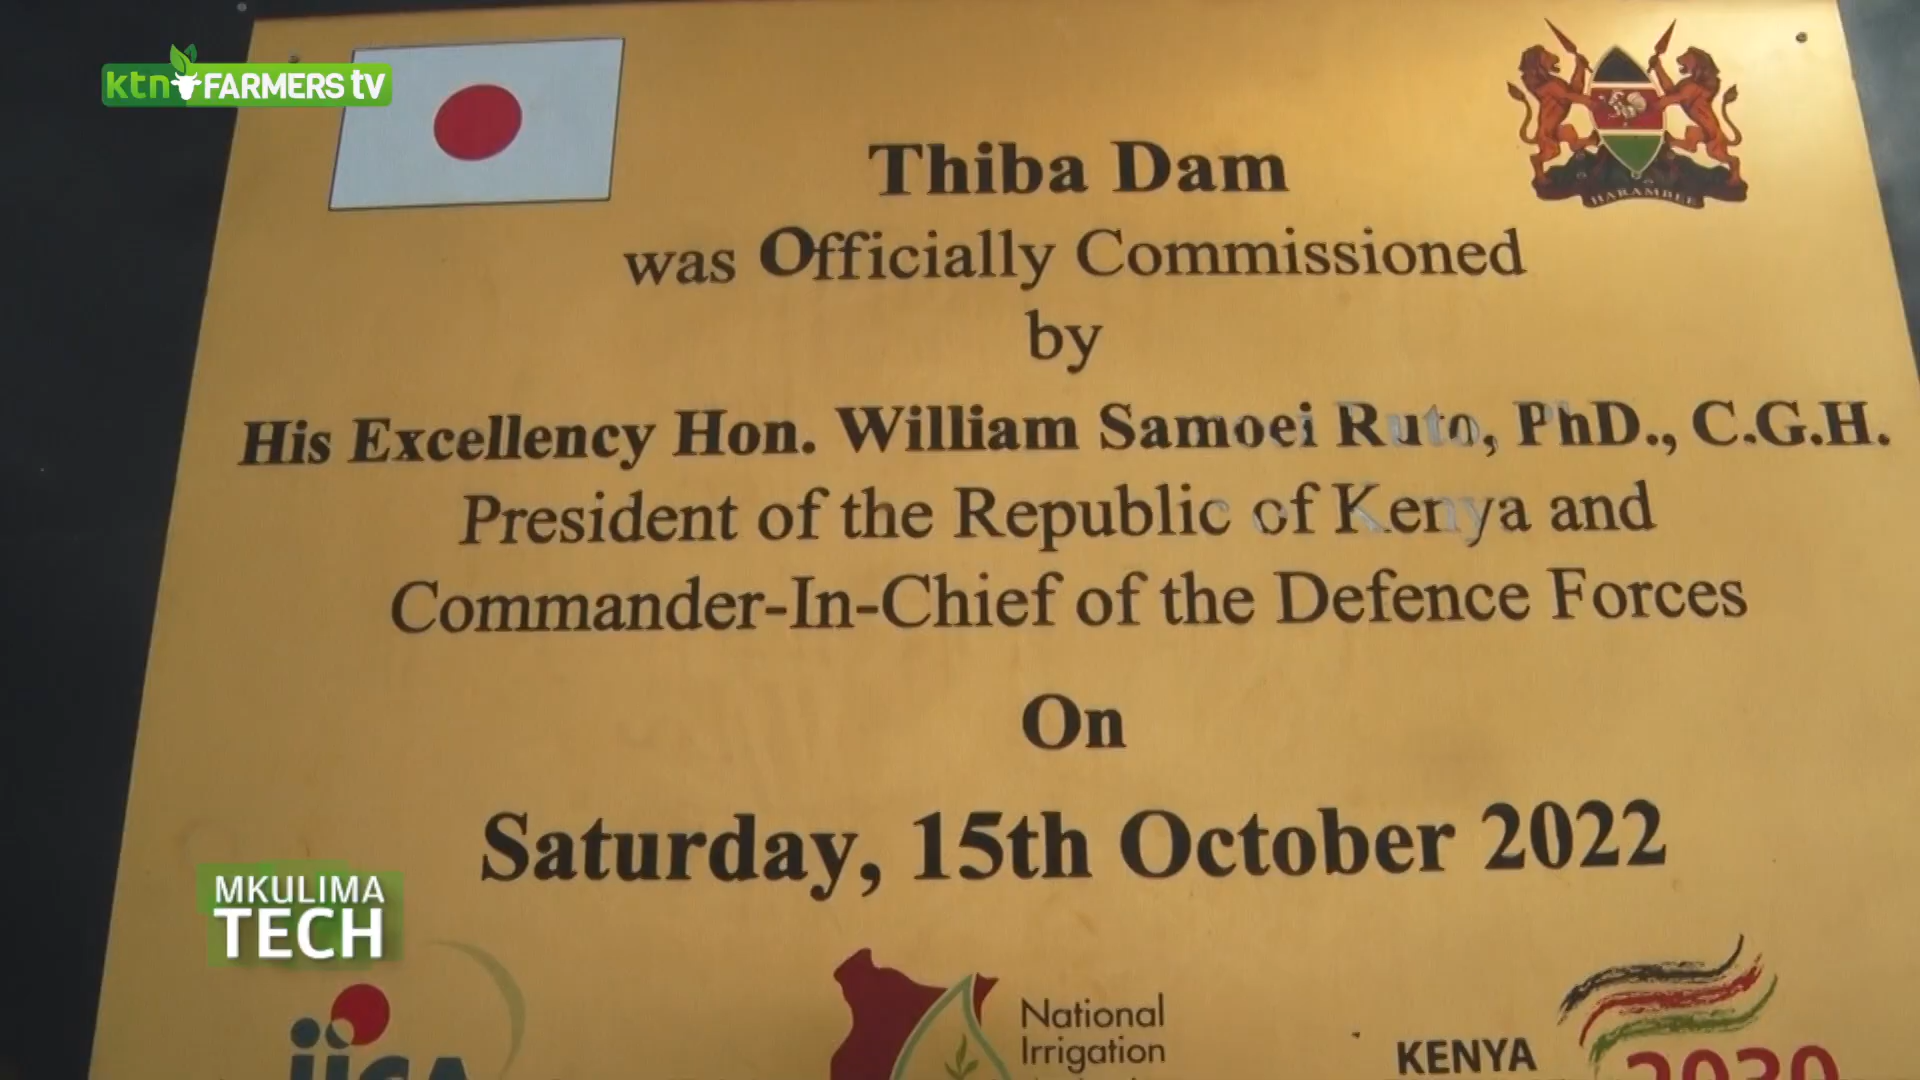 ktn FARMERS TV
Thiba Dam
was Officially Commissioned
by
His Excellency Hon. William Samoei Ruto, PhD., C.G.H.
President of the Republic of Kenya and
Commander-In-Chief of the Defence Forces
On
Saturday, 15th October 2022
HARAMBEE
MKULIMA
TECH
jica
National
Irrigation
KENYA
2030